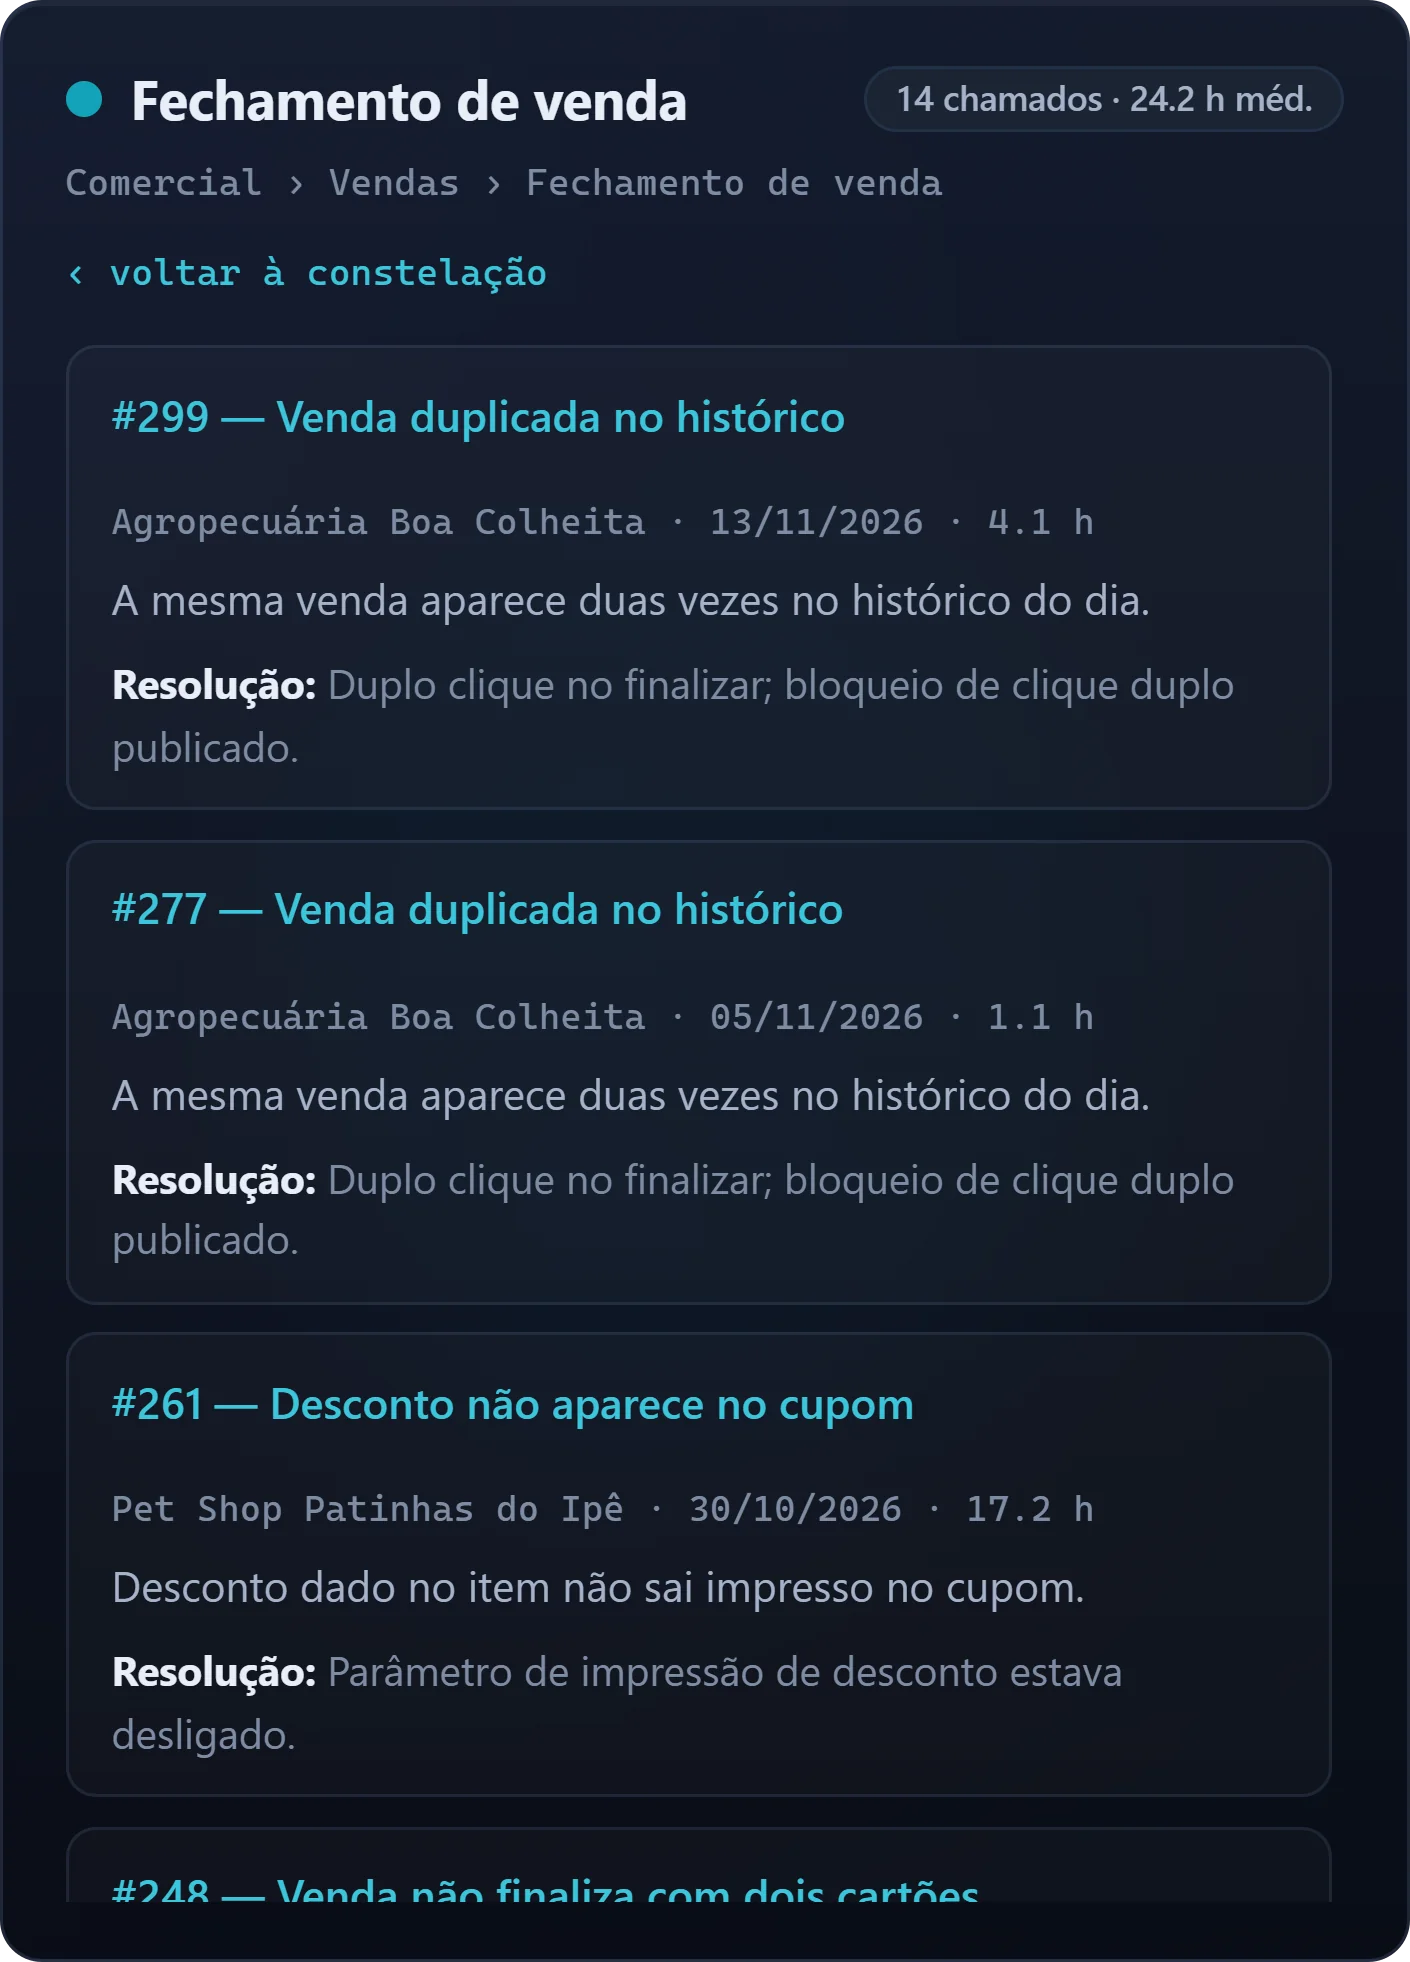 Fechamento de venda
14 chamados · 24.2 h méd.
Comercial › Vendas › Fechamento de venda
‹ voltar à constelação
#299 — Venda duplicada no histórico
Agropecuária Boa Colheita · 13/11/2026 · 4.1 h
A mesma venda aparece duas vezes no histórico do dia.
Resolução: Duplo clique no finalizar; bloqueio de clique duplo
publicado.
#277 — Venda duplicada no histórico
Agropecuária Boa Colheita · 05/11/2026 · 1.1 h
A mesma venda aparece duas vezes no histórico do dia.
Resolução: Duplo clique no finalizar; bloqueio de clique duplo
publicado.
#261 — Desconto não aparece no cupom
Pet Shop Patinhas do Ipê · 30/10/2026 · 17.2 h
Desconto dado no item não sai impresso no cupom.
Resolução: Parâmetro de impressão de desconto estava
desligado.
#248 — Venda não finaliza com dois cartões